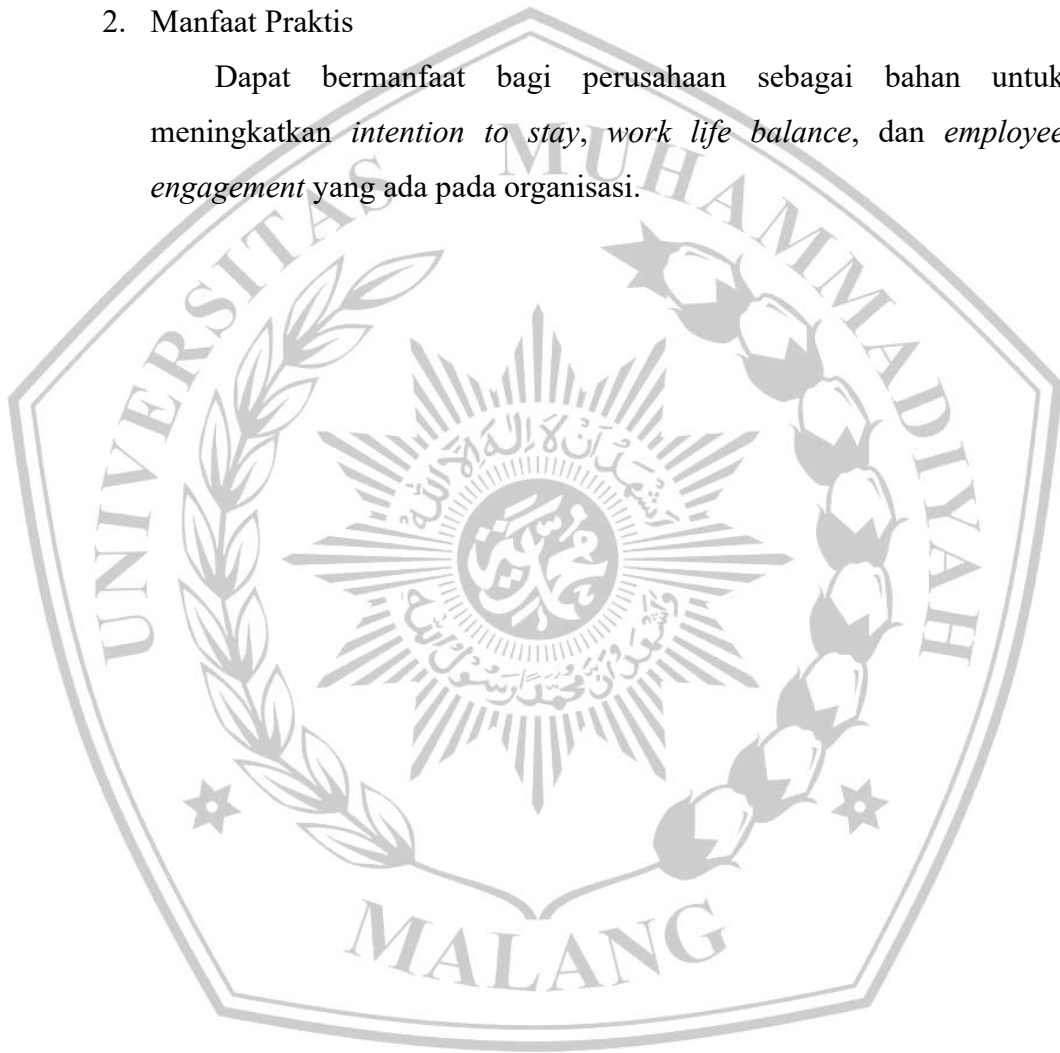 2. Manfaat Praktis
Dapat bermanfaat bagi perusahaan sebagai bahan untuk
meningkatkan intention to stay, work life balance, dan employee
engagement yang ada pada organisasi.
UNIVERSITAS MUHAMMADIYAH
MALANG